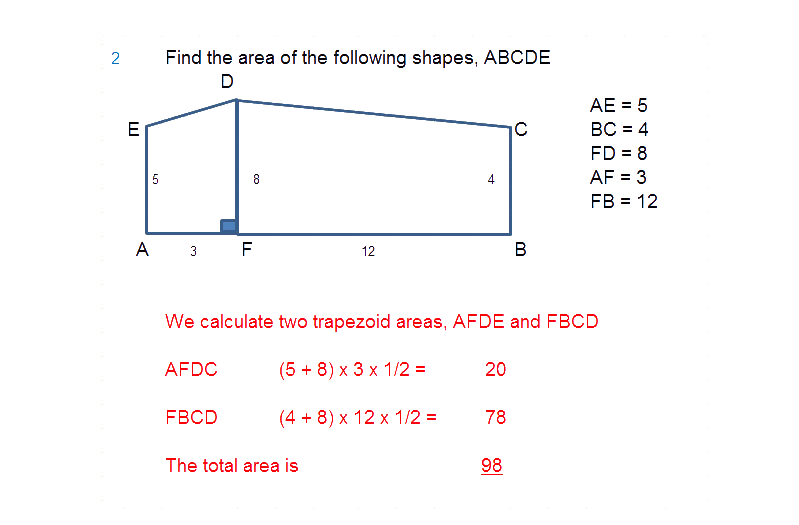 2 Find the area of the following shapes, ABCDE
D
AE = 5
E C BC = 4
FD = 8
5 8 4 AF = 3
FB = 12
A 3 F 12 B
We calculate two trapezoid areas, AFDE and FBCD
AFDC (5 + 8) x 3 x 1/2 = 20
FBCD (4 + 8) x 12 x 1/2 = 78
The total area is 98